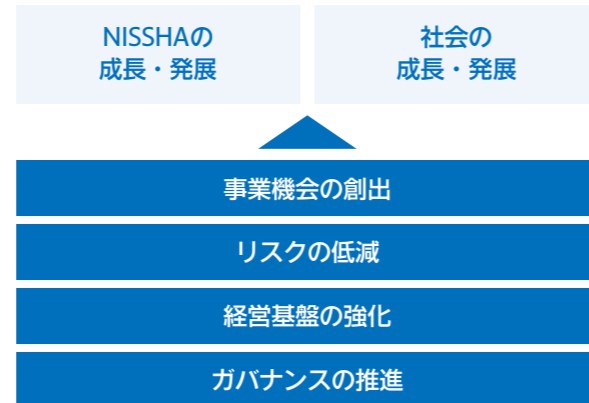 NISSHAの
成長・発展
社会の
成長・発展
事業機会の創出
リスクの低減
経営基盤の強化
ガバナンスの推進